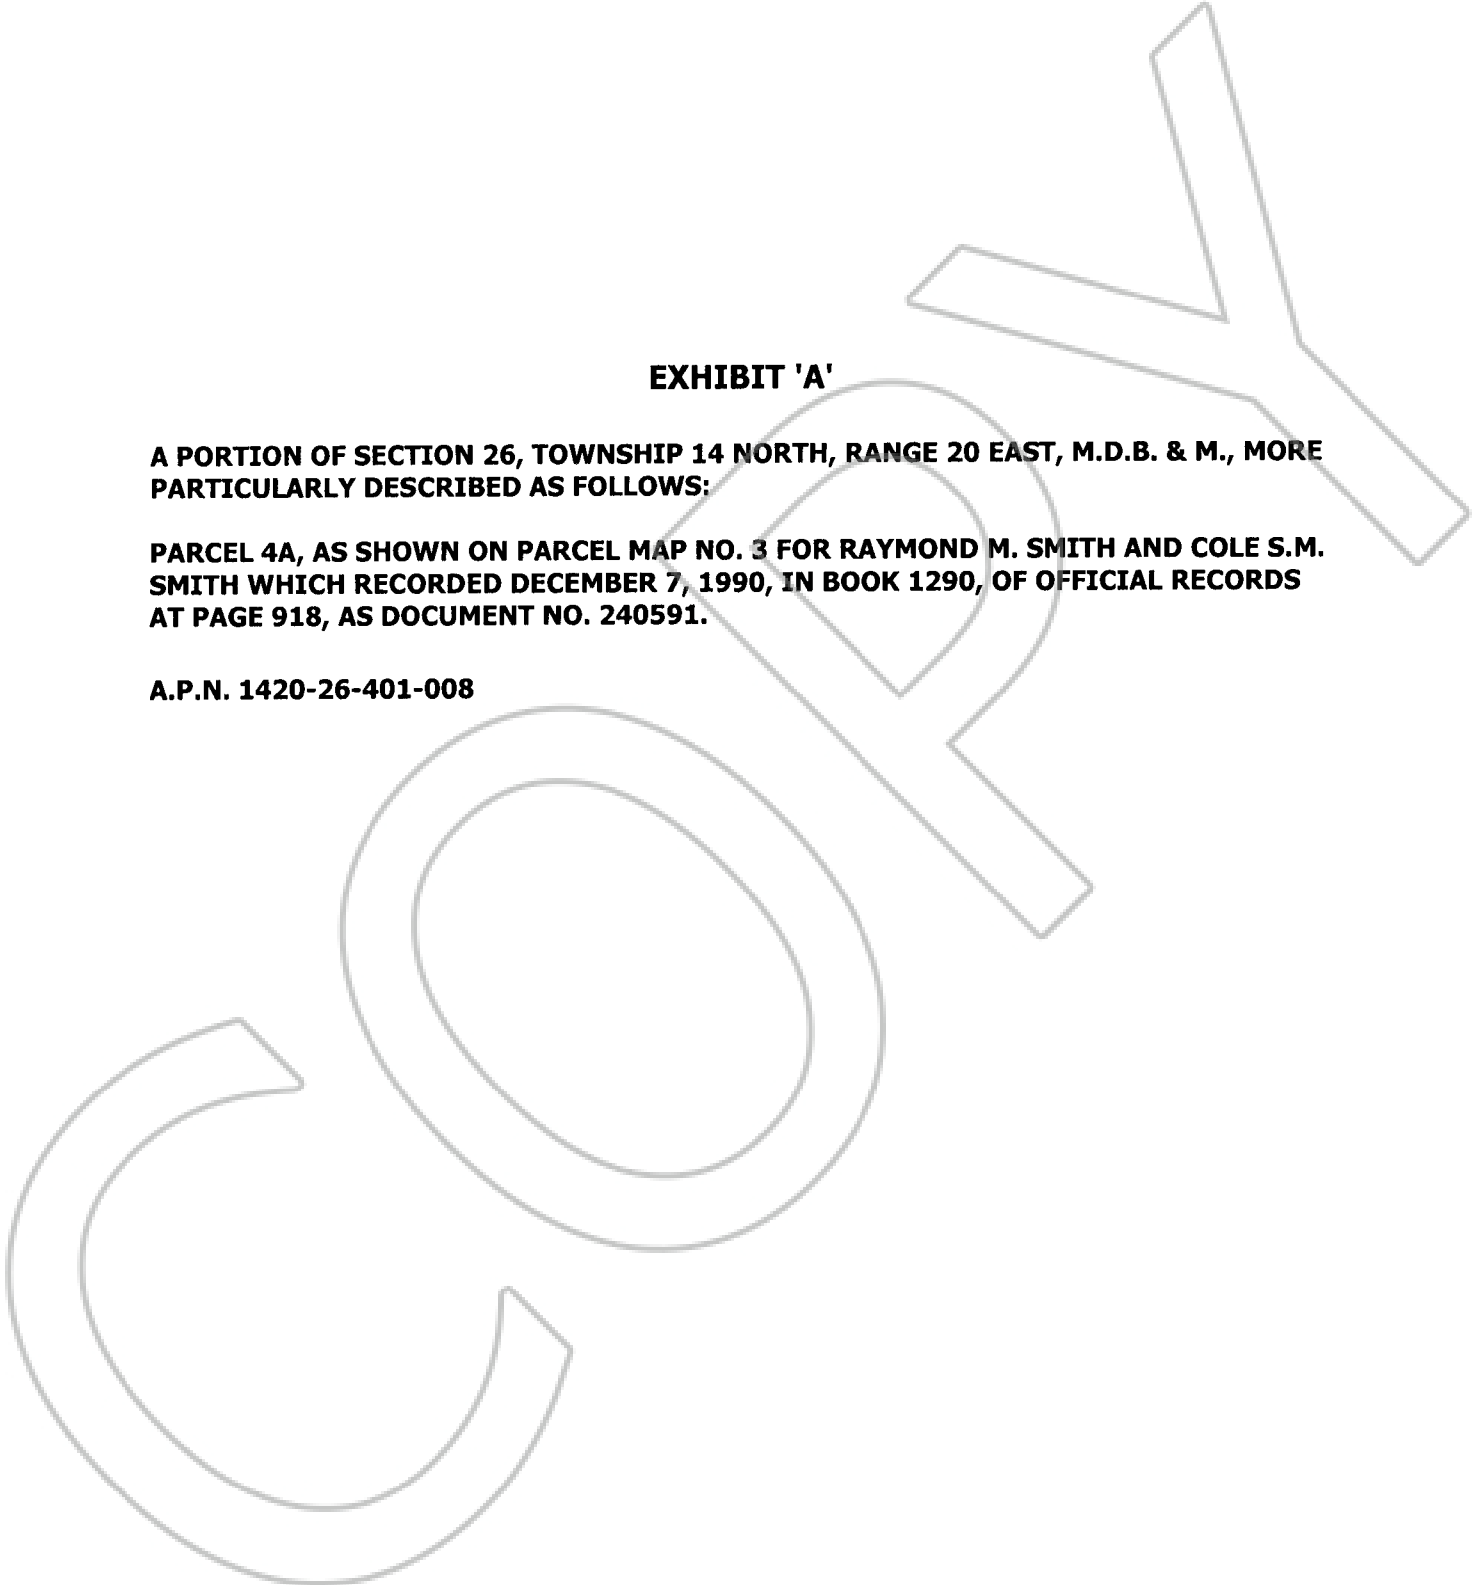 EXHIBIT 'A'
A PORTION OF SECTION 26, TOWNSHIP 14 NORTH, RANGE 20 EAST, M.D.B. & M., MORE
PARTICULARLY DESCRIBED AS FOLLOWS:
PARCEL 4A, AS SHOWN ON PARCEL MAP NO. 3 FOR RAYMOND M. SMITH AND COLE S.M.
SMITH WHICH RECORDED DECEMBER 7, 1990, IN BOOK 1290, OF OFFICIAL RECORDS
AT PAGE 918, AS DOCUMENT NO. 240591.
A.P.N. 1420-26-401-008
COPY